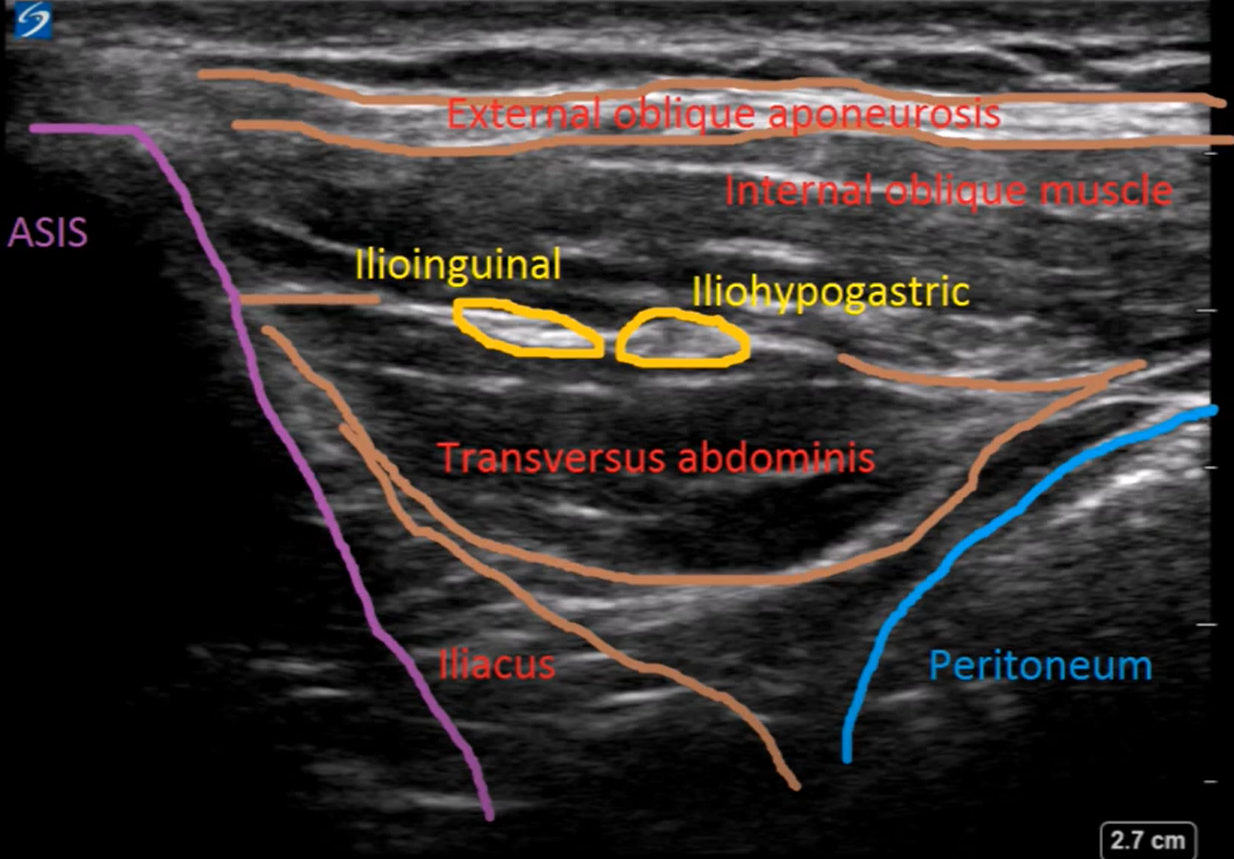 External oblique aponeurosis
Internal oblique muscle
ASIS
Ilioinguinal
Iliohypogastric
Transversus abdominis
Iliacus
Peritoneum
2.7 cm